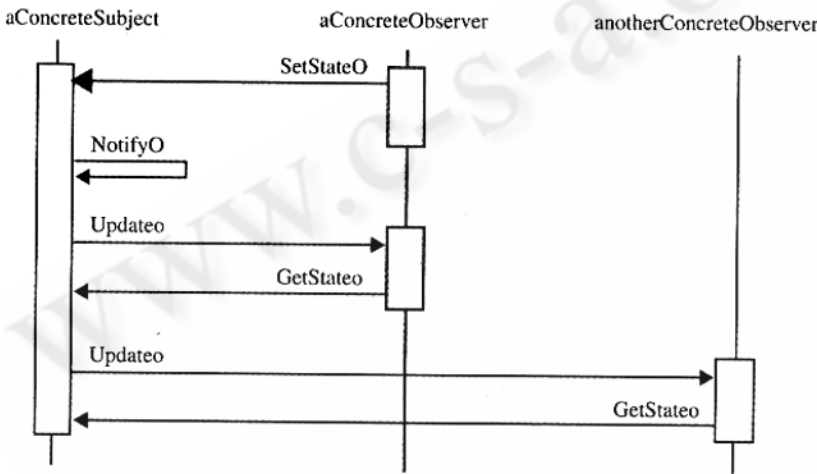 aConcreteSubject
aConcreteObserver
anotherConcreteObserver
SetStateO
NotifyO
Updateo
GetStateo
Updateo
GetStateo